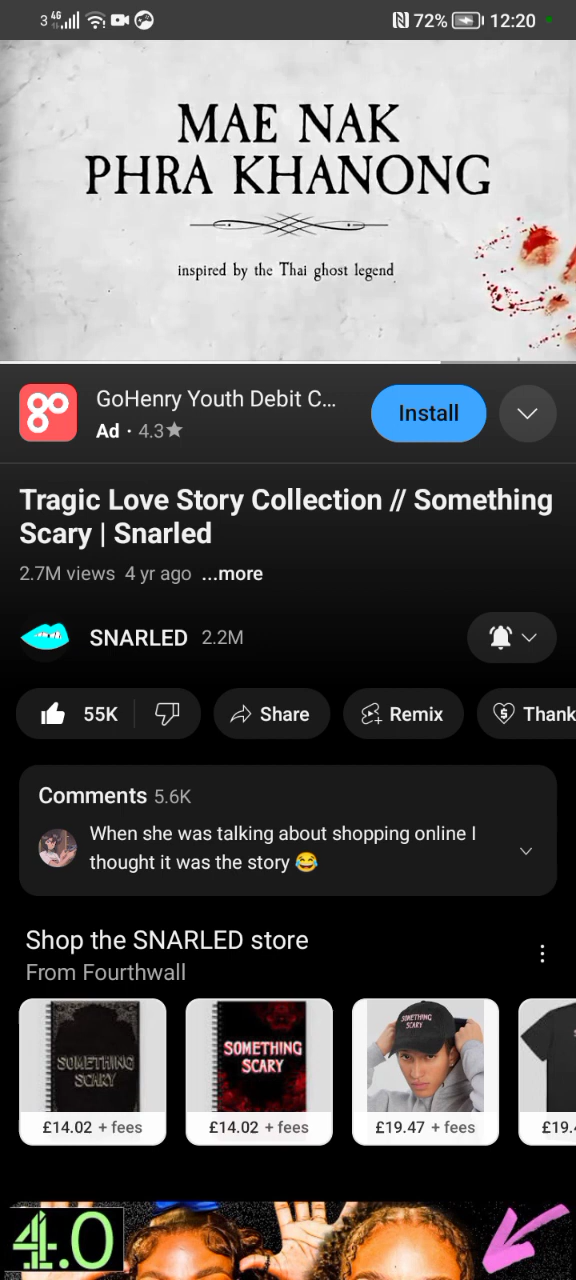 3 4G 72% 12:20
MAE NAK
PHRA KHANONG
inspired by the Thai ghost legend
GoHenry Youth Debit C...
Ad · 4.3★
Install
Tragic Love Story Collection // Something
Scary | Snarled
2.7M views 4 yr ago ...more
SNARLED 2.2M
55K Share Remix Thank
Comments 5.6K
When she was talking about shopping online I
thought it was the story 😂
Shop the SNARLED store
From Fourthwall
SOMETHING
SCARY
SOMETHING
SCARY
SOMETHING
SCARY
£14.02 + fees £14.02 + fees £19.47 + fees £19.4
4.0